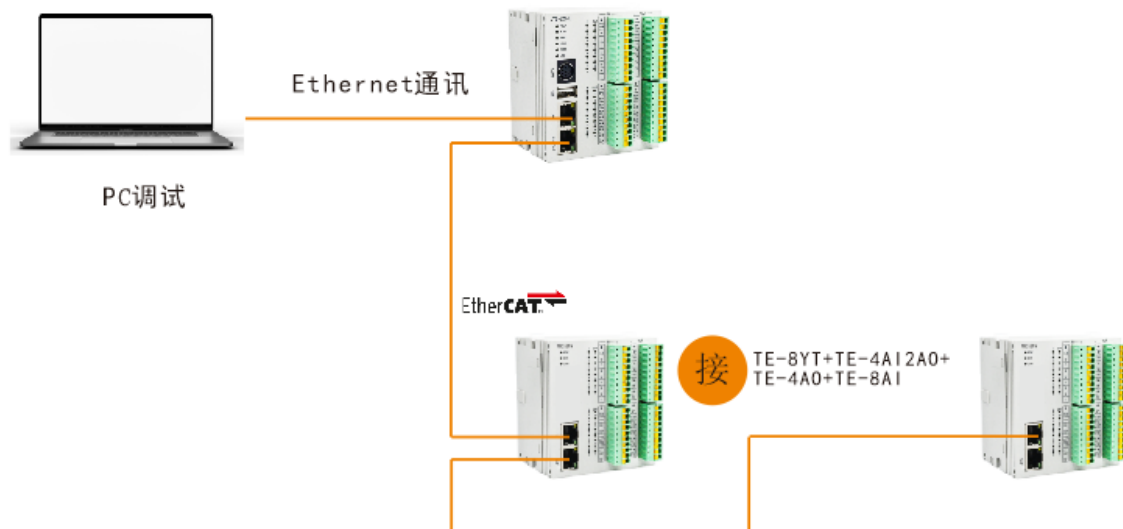 Ethernet通讯
PC调试
EtherCAT
接
TE-8YT+TE-4AI2AO+
TE-4AO+TE-8AI